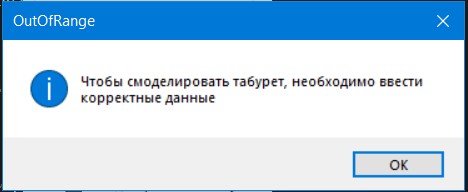 OutOfRange
Чтобы смоделировать табурет, необходимо ввести
корректные данные
OK